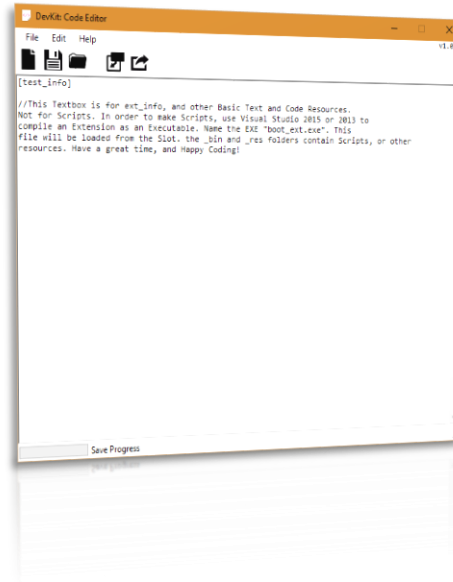 DevKit: Code Editor
File Edit Help
v1.0
[test_info]
//This Textbox is for ext_info, and other Basic Text and Code Resources.
Not for Scripts. In order to make Scripts, use Visual Studio 2015 or 2013 to
compile an Extension as an Executable. Name the EXE "boot_ext.exe". This
file will be loaded from the Slot. the _bin and _res folders contain Scripts, or other
resources. Have a great time, and Happy Coding!
Save Progress